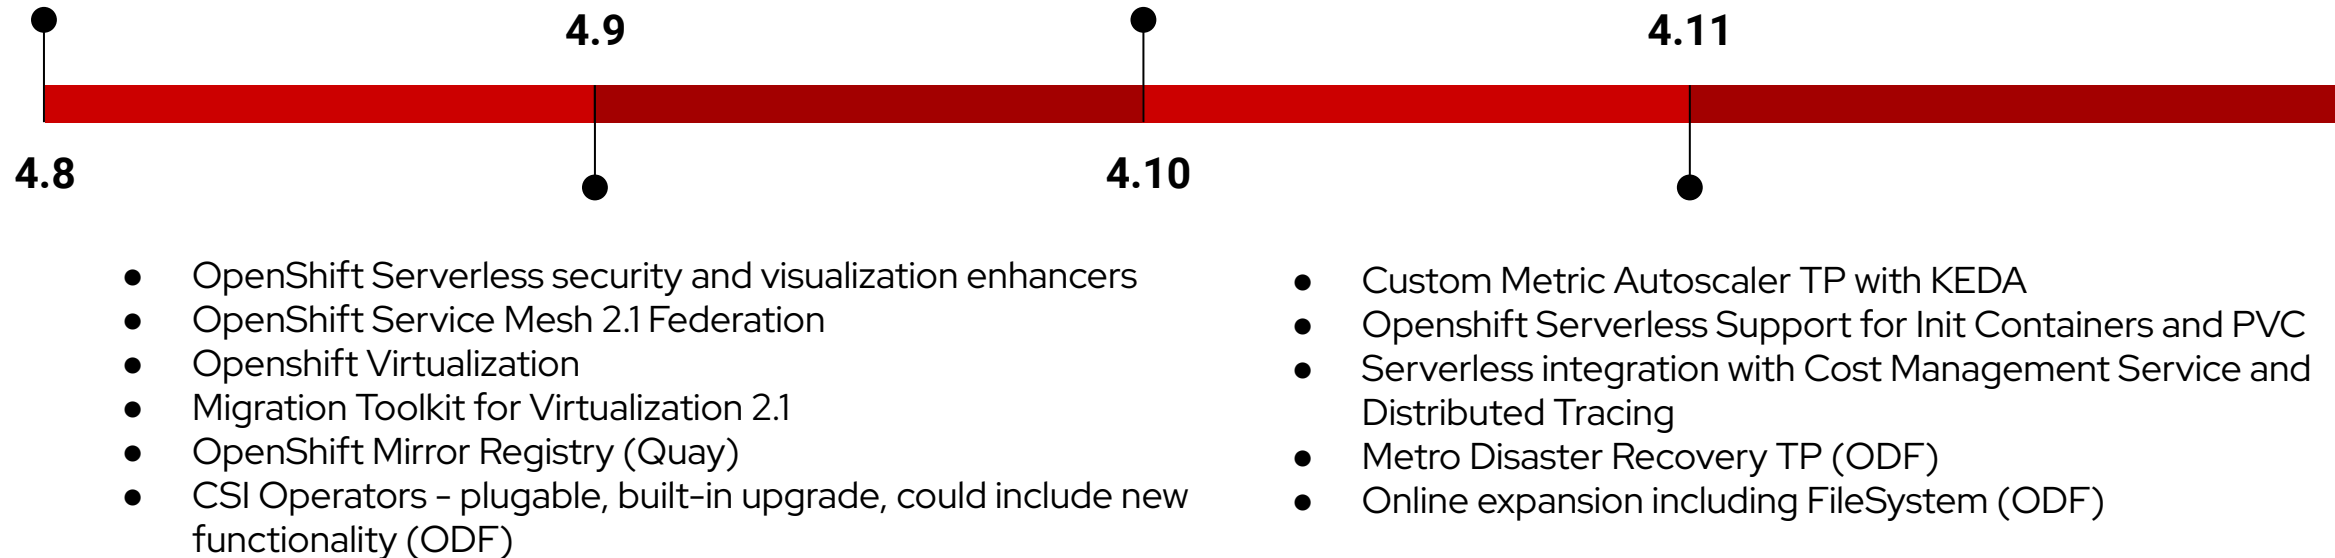 4.9
4.11
4.8
4.10
● OpenShift Serverless security and visualization enhancers
● OpenShift Service Mesh 2.1 Federation
● Openshift Virtualization
● Migration Toolkit for Virtualization 2.1
● OpenShift Mirror Registry (Quay)
● CSI Operators - plugable, built-in upgrade, could include new
functionality (ODF)
● Custom Metric Autoscaler TP with KEDA
● Openshift Serverless Support for Init Containers and PVC
● Serverless integration with Cost Management Service and
Distributed Tracing
● Metro Disaster Recovery TP (ODF)
● Online expansion including FileSystem (ODF)